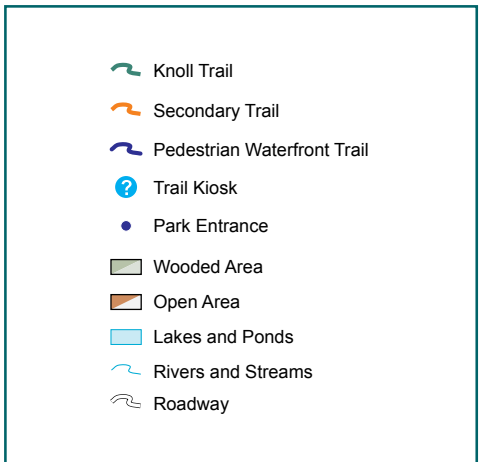 Knoll Trail
Secondary Trail
Pedestrian Waterfront Trail
? Trail Kiosk
Park Entrance
Wooded Area
Open Area
Lakes and Ponds
Rivers and Streams
Roadway